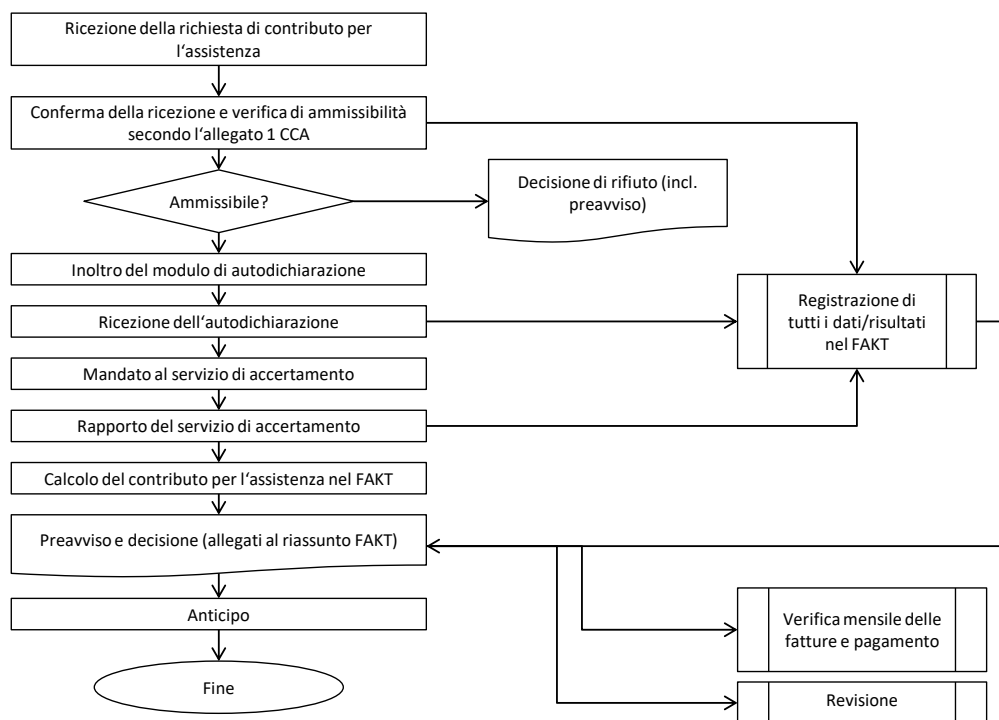 Ricezione della richiesta di contributo per
l‘assistenza
Conferma della ricezione e verifica di ammissibilità
secondo l‘allegato 1 CCA
Ammissibile?
Decisione di rifiuto (incl.
preavviso)
Inoltro del modulo di autodichiarazione
Ricezione dell‘autodichiarazione
Registrazione di
tutti i dati/risultati
nel FAKT
Mandato al servizio di accertamento
Rapporto del servizio di accertamento
Calcolo del contributo per l‘assistenza nel FAKT
Preavviso e decisione (allegati al riassunto FAKT)
Anticipo
Verifica mensile delle
fatture e pagamento
Fine
Revisione